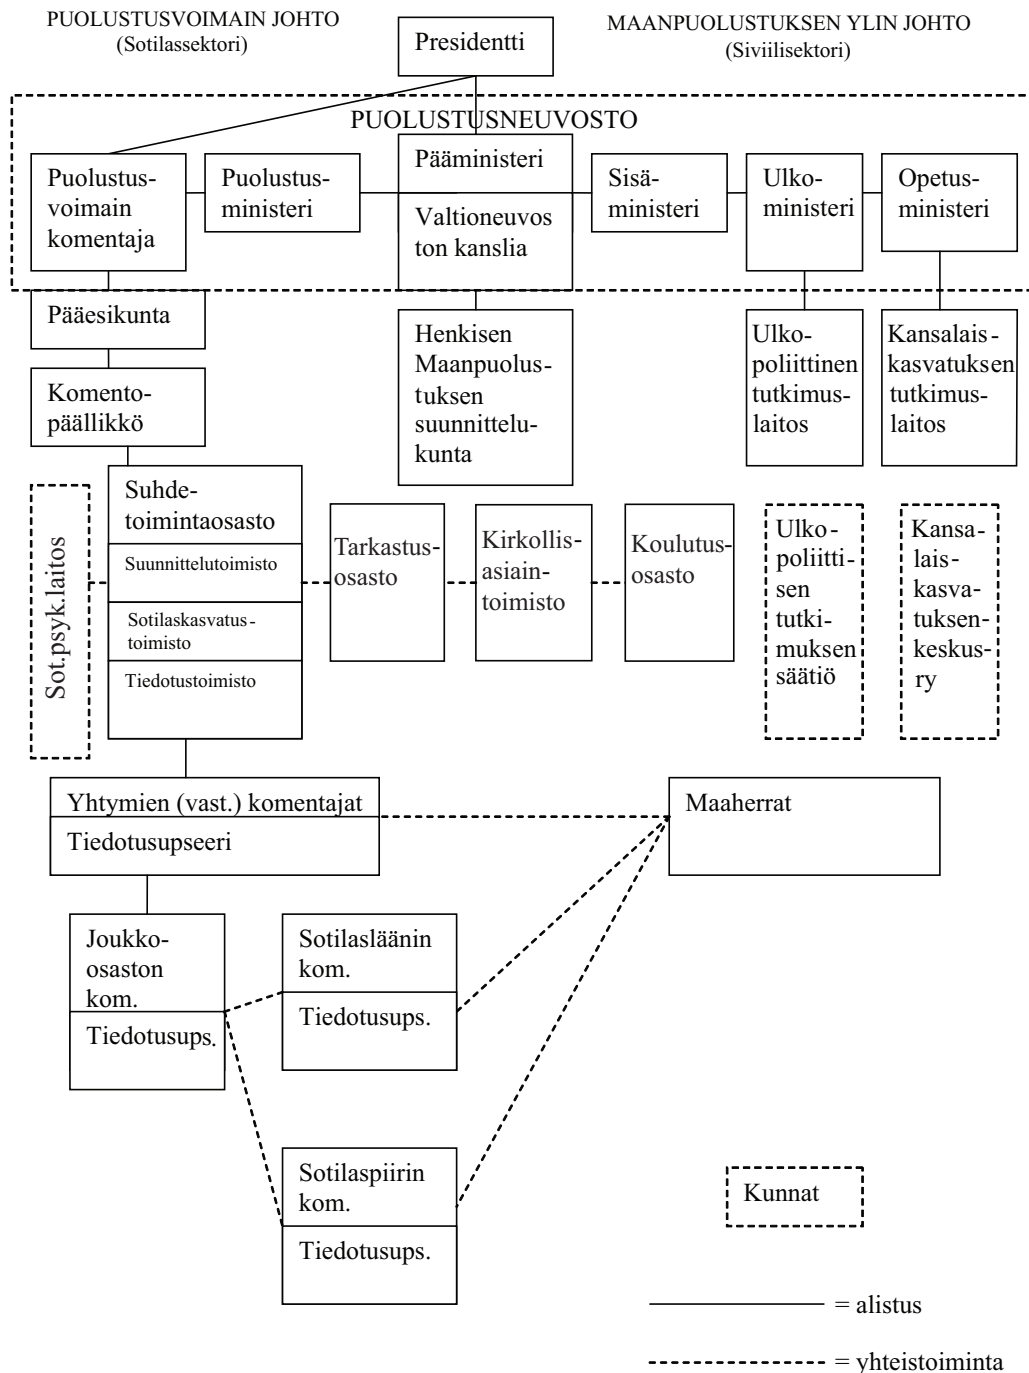 PUOLUSTUSVOIMAIN JOHTO
(Sotilassektori)
MAANPUOLUSTUKSEN YLIN JOHTO
(Siviilisektori)
Presidentti
PUOLUSTUSNEUVOSTO
Puolustus-
voimain
komentaja
Puolustus-
ministeri
Pääministeri
Valtioneuvos
ton kanslia
Sisä-
ministeri
Ulko-
ministeri
Opetus-
ministeri
Pääesikunta
Komento-
päällikkö
Henkisen
Maanpuolus-
tuksen
suunnittelu-
kunta
Ulko-
poliittinen
tutkimus-
laitos
Kansalais-
kasvatuksen
tutkimus-
laitos
Sot.psyk.laitos
Suhde-
toimintaosasto
Suunnittelutoimisto
Sotilaskasvatus-
toimisto
Tiedotustoimisto
Tarkastus-
osasto
Kirkollis-
asiain-
toimisto
Koulutus-
osasto
Ulko-
poliitti-
sen
tutki-
muksen
säätiö
Kansa-
lais-
kasva-
tuksen-
keskus-
ry
Yhtymien (vast.) komentajat
Tiedotusupseeri
Maaherrat
Joukko-
osaston
kom.
Tiedotusups.
Sotilasläänin
kom.
Tiedotusups.
Sotilaspiirin
kom.
Tiedotusups.
Kunnat
= alistus
= yhteistoiminta